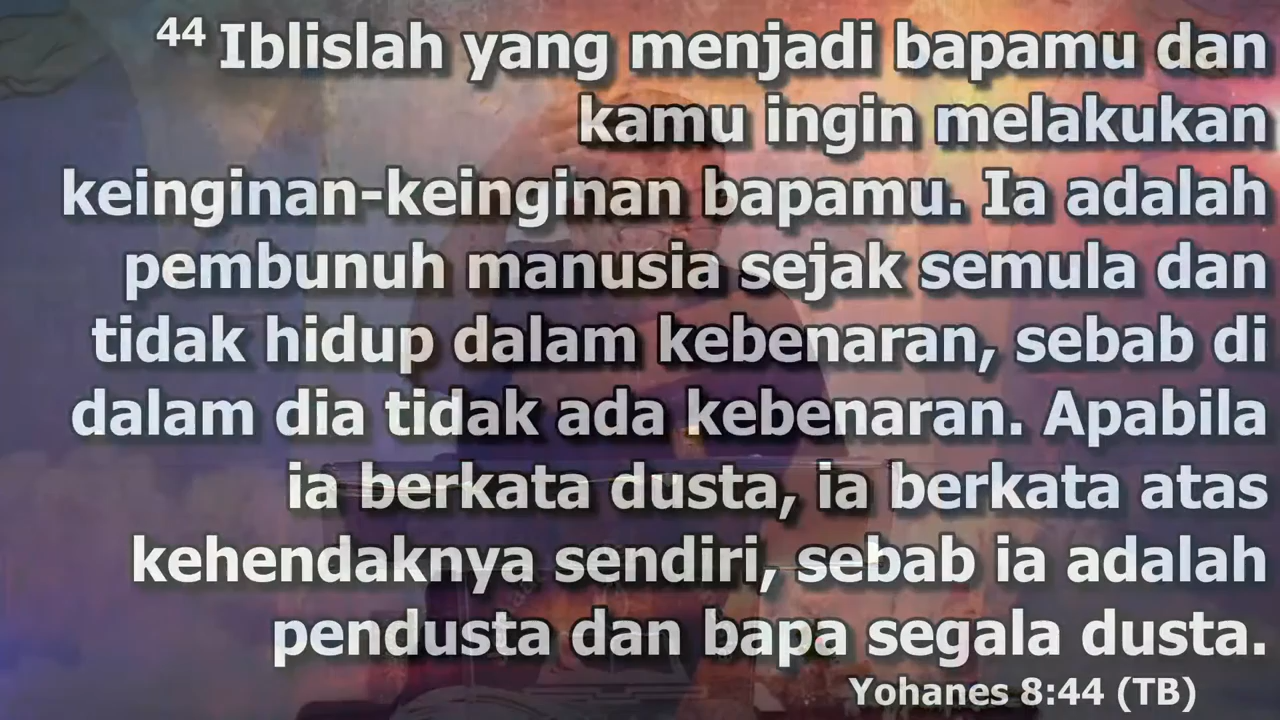 44 Iblislah yang menjadi bapamu dan
kamu ingin melakukan
keinginan-keinginan bapamu. Ia adalah
pembunuh manusia sejak semula dan
tidak hidup dalam kebenaran, sebab di
dalam dia tidak ada kebenaran. Apabila
ia berkata dusta, ia berkata atas
kehendaknya sendiri, sebab ia adalah
pendusta dan bapa segala dusta.
Yohanes 8:44 (TB)